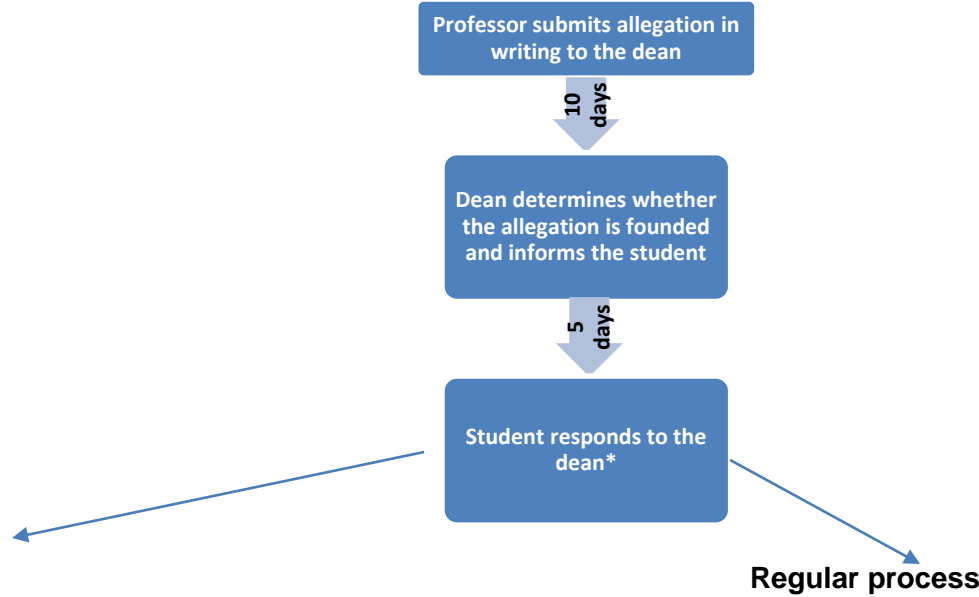 Professor submits allegation in
writing to the dean
10
days
Dean determines whether
the allegation is founded
and informs the student
5
days
Student responds to the
dean*
Regular process